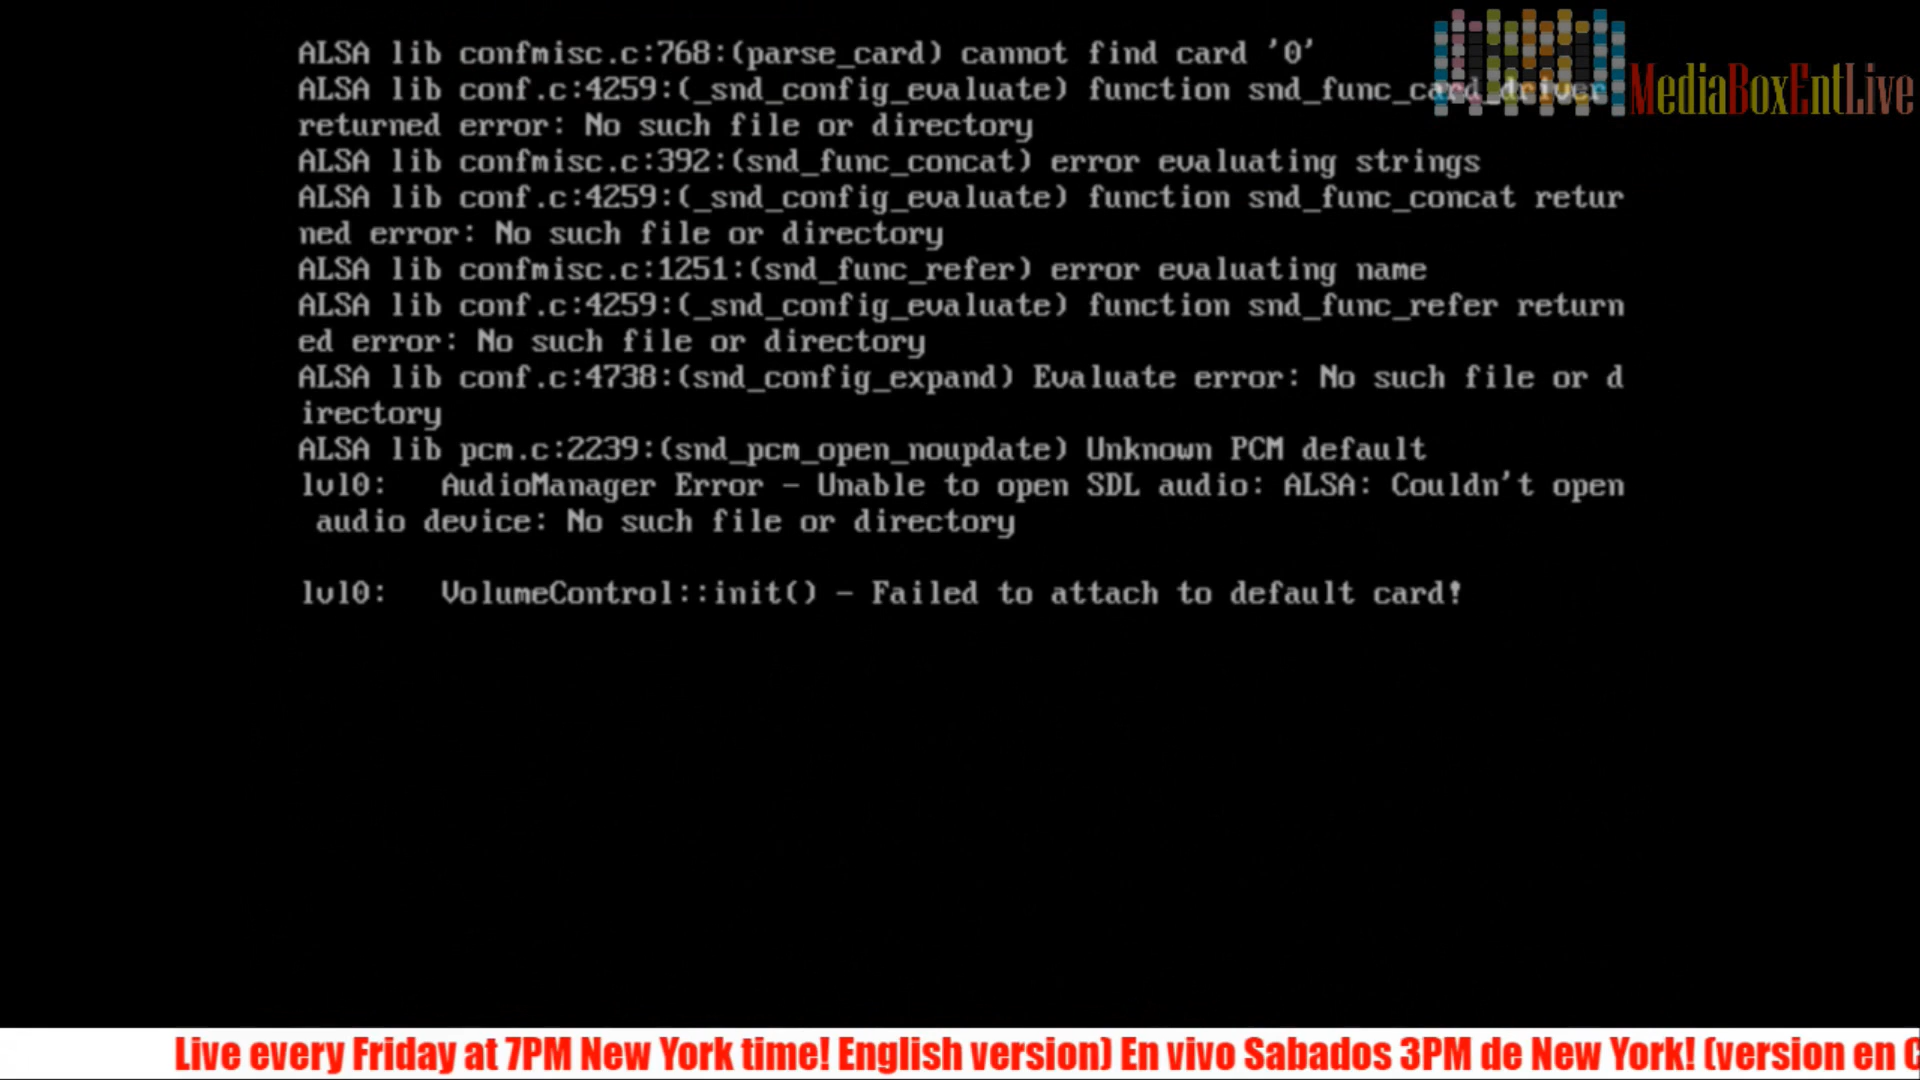 ALSA lib confmisc.c:768:(parse_card) cannot find card '0'
ALSA lib conf.c:4259:(_snd_config_evaluate) function snd_func_card_driver
returned error: No such file or directory
ALSA lib confmisc.c:392:(snd_func_concat) error evaluating strings
ALSA lib conf.c:4259:(_snd_config_evaluate) function snd_func_concat retur
ned error: No such file or directory
ALSA lib confmisc.c:1251:(snd_func_refer) error evaluating name
ALSA lib conf.c:4259:(_snd_config_evaluate) function snd_func_refer return
ed error: No such file or directory
ALSA lib conf.c:4738:(snd_config_expand) Evaluate error: No such file or d
irectory
ALSA lib pcm.c:2239:(snd_pcm_open_noupdate) Unknown PCM default
lvl0: AudioManager Error - Unable to open SDL audio: ALSA: Couldn't open
audio device: No such file or directory
lvl0: VolumeControl::init() - Failed to attach to default card!
MediaBoxEntLive
Live every Friday at 7PM New York time! English version) En vivo Sabados 3PM de New York! (version en